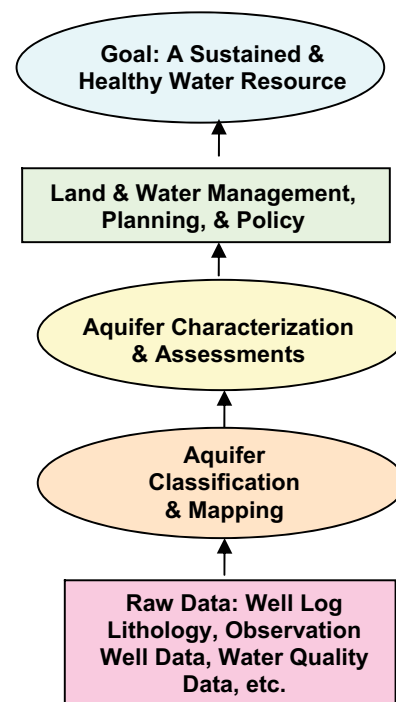 Goal: A Sustained &
Healthy Water Resource
Land & Water Management,
Planning, & Policy
Aquifer Characterization
& Assessments
Aquifer
Classification
& Mapping
Raw Data: Well Log
Lithology, Observation
Well Data, Water Quality
Data, etc.